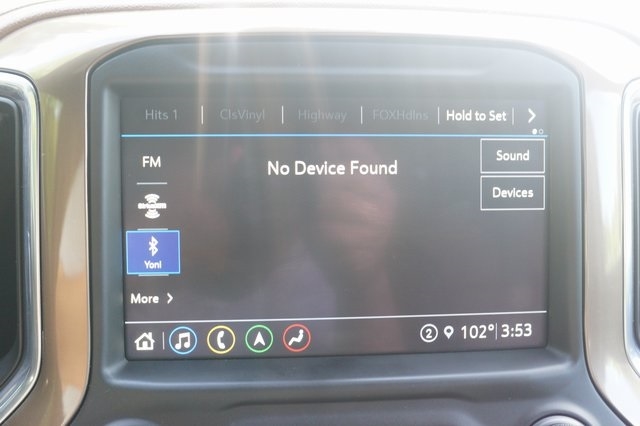 Hits 1 ClsVinyl Highway FOXHdlns Hold to Set >
FM
No Device Found
Sound
Devices
Yoni
More >
2 102° 3:53